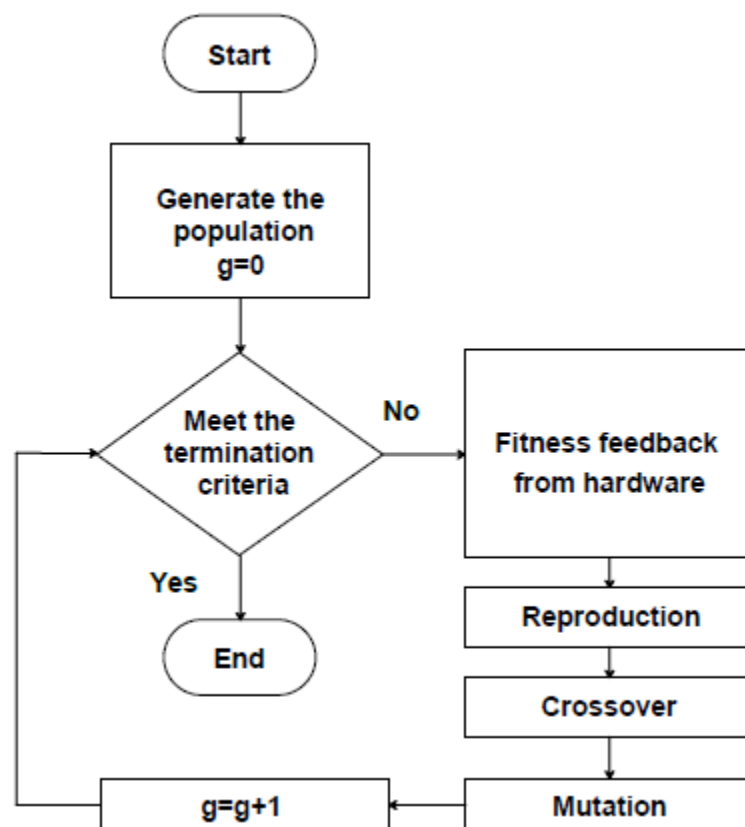 Start
Generate the
population
g=0
Meet the
termination
criteria
No
Fitness feedback
from hardware
Yes
Reproduction
End
Crossover
g=g+1
Mutation